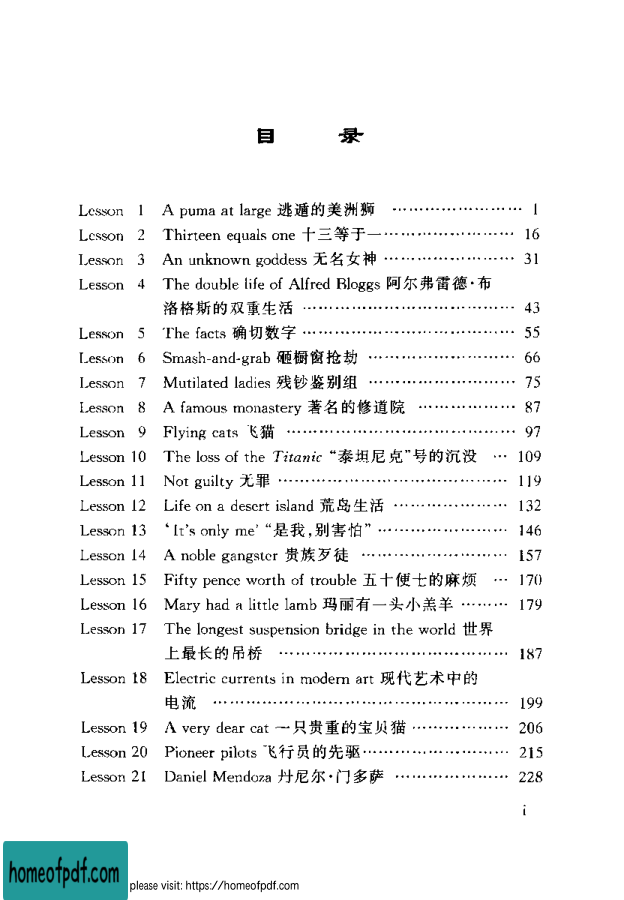 目 录
Lesson 1 A puma at large 逃遁的美洲狮 …………………… 1
Lesson 2 Thirteen equals one 十三等于一…………………… 16
Lesson 3 An unknown goddess 无名女神 …………………… 31
Lesson 4 The double life of Alfred Bloggs 阿尔弗雷德·布
洛格斯的双重生活 ………………………………… 43
Lesson 5 The facts 确切数字 ………………………………… 55
Lesson 6 Smash-and-grab 砸橱窗抢劫 ……………………… 66
Lesson 7 Mutilated ladies 残钞鉴别组 ……………………… 75
Lesson 8 A famous monastery 著名的修道院 ……………… 87
Lesson 9 Flying cats 飞猫 …………………………………… 97
Lesson 10 The loss of the Titanic “泰坦尼克”号的沉没 … 109
Lesson 11 Not guilty 无罪 …………………………………… 119
Lesson 12 Life on a desert island 荒岛生活 ………………… 132
Lesson 13 ‘It's only me’ “是我,别害怕” …………………… 146
Lesson 14 A noble gangster 贵族歹徒 ……………………… 157
Lesson 15 Fifty pence worth of trouble 五十便士的麻烦 … 170
Lesson 16 Mary had a little lamb 玛丽有一头小羔羊 ……… 179
Lesson 17 The longest suspension bridge in the world 世界
上最长的吊桥 …………………………………… 187
Lesson 18 Electric currents in modern art 现代艺术中的
电流 ……………………………………………… 199
Lesson 19 A very dear cat 一只贵重的宝贝猫 ……………… 206
Lesson 20 Pioneer pilots 飞行员的先驱……………………… 215
Lesson 21 Daniel Mendoza 丹尼尔·门多萨 ………………… 228
i
homeofpdf.com
please visit: https://homeofpdf.com